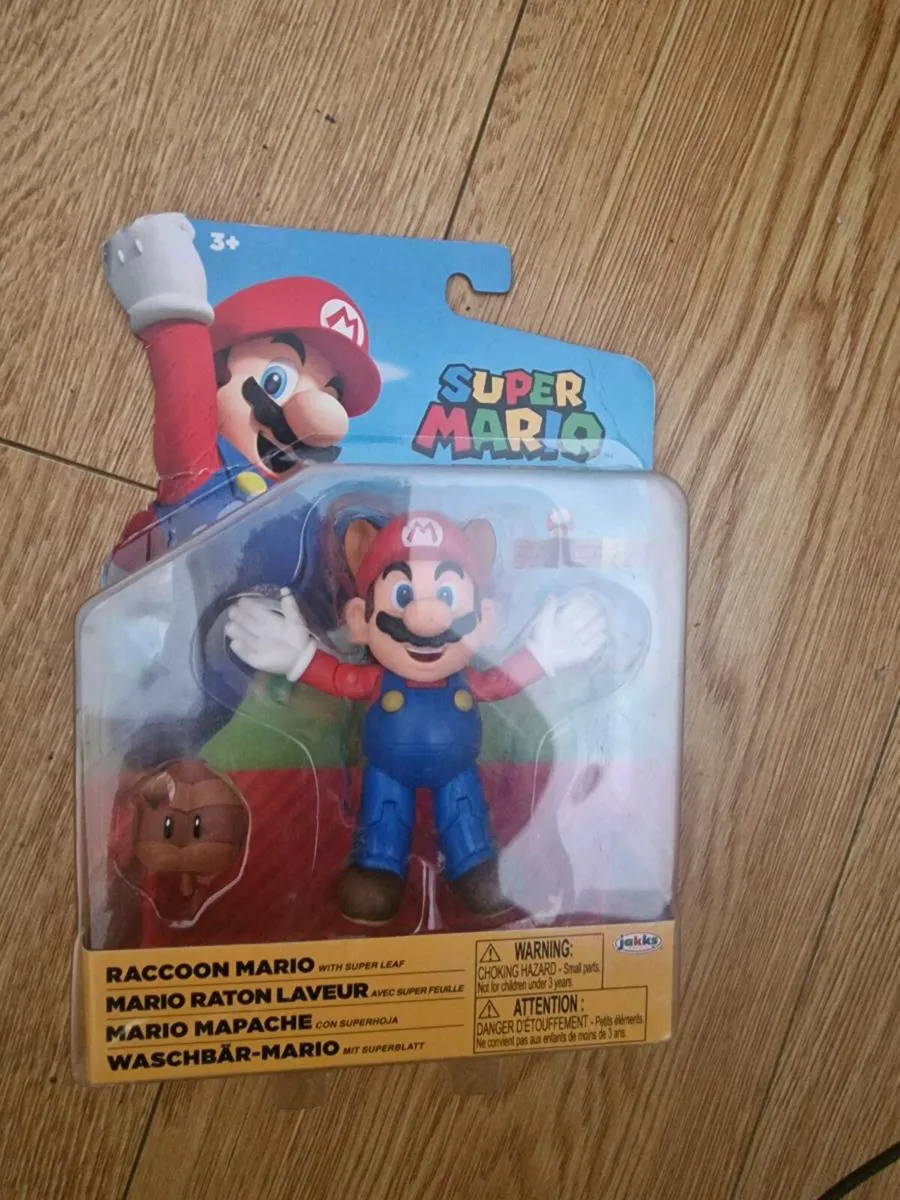 3+
M
SUPER
MARIO
M
RACCOON MARIO WITH SUPER LEAF
MARIO RATON LAVEUR AVEC SUPER FEUILLE
MARIO MAPACHE CON SUPERHOJA
WASCHBÄR-MARIO MIT SUPERBLATT
WARNING:
CHOKING HAZARD - Small parts.
Not for children under 3 years.
ATTENTION :
DANGER D'ÉTOUFFEMENT - Petits éléments.
Ne convient pas aux enfants de moins de 3 ans.
jakks